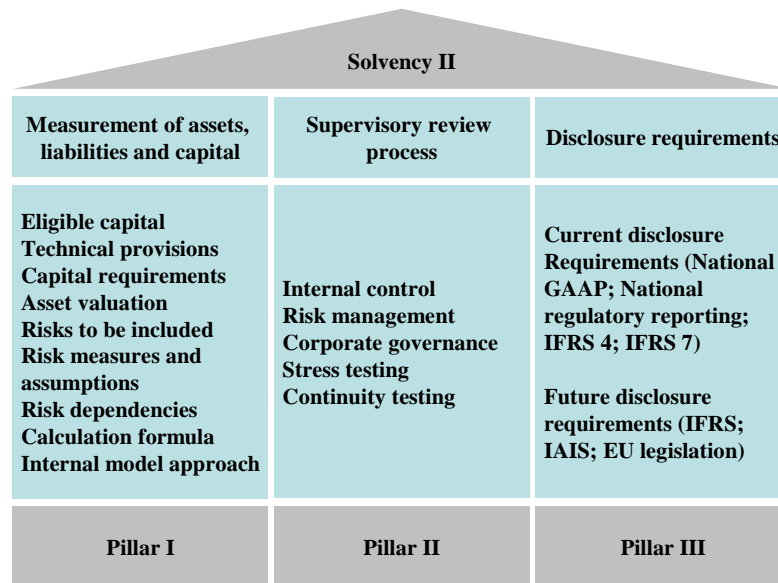 Solvency II
Measurement of assets,
liabilities and capital
Supervisory review
process
Disclosure requirements
Eligible capital
Technical provisions
Capital requirements
Asset valuation
Risks to be included
Risk measures and
assumptions
Risk dependencies
Calculation formula
Internal model approach
Internal control
Risk management
Corporate governance
Stress testing
Continuity testing
Current disclosure
Requirements (National
GAAP; National
regulatory reporting;
IFRS 4; IFRS 7)
Future disclosure
requirements (IFRS;
IAIS; EU legislation)
Pillar I
Pillar II
Pillar III